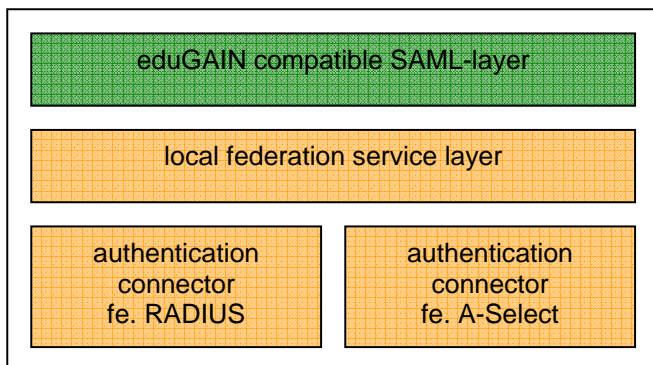 eduGAIN compatible SAML-layer
local federation service layer
authentication
connector
fe. RADIUS
authentication
connector
fe. A-Select